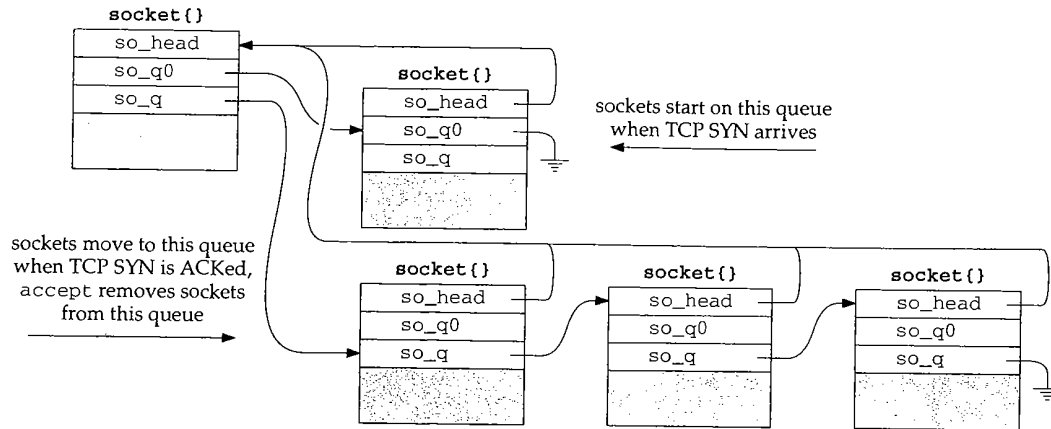 socket{}
so_head
so_q0
so_q
socket{}
so_head
so_q0
so_q
sockets start on this queue
when TCP SYN arrives
sockets move to this queue
when TCP SYN is ACKed,
accept removes sockets
from this queue
socket{}
so_head
so_q0
so_q
socket{}
so_head
so_q0
so_q
socket{}
so_head
so_q0
so_q